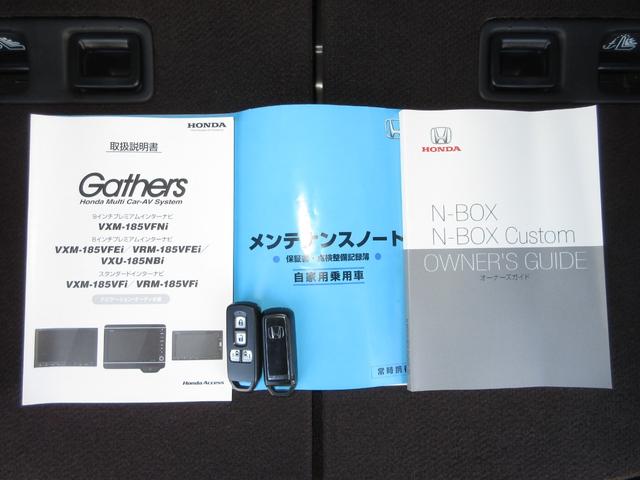 HONDA
取扱説明書
Gathers
Honda Multi Car-AV System
9インチプレミアムインターナビ
VXM-185VFNi
8インチプレミアムインターナビ
VXM-185VFEi/VRM-185VFEi/
VXU-185NBi
スタンダードインターナビ
VXM-185VFi/VRM-185VFi
Honda Access
メンテナンスノート
保証書・点検整備記録簿
自家用乗用車
常時携
HONDA
N-BOX
N-BOX Custom
OWNER'S GUIDE
オーナーズガイド